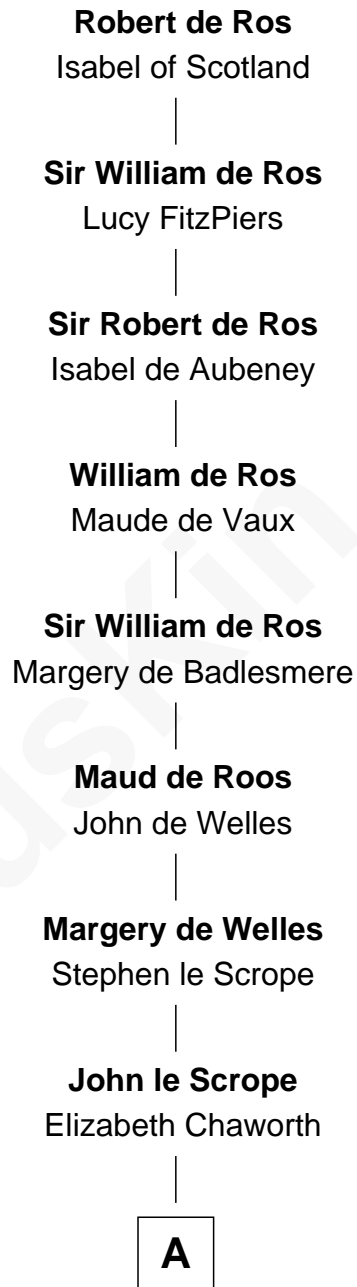 Robert de Ros
Isabel of Scotland
Sir William de Ros
Lucy FitzPiers
Sir Robert de Ros
Isabel de Aubeney
William de Ros
Maude de Vaux
Sir William de Ros
Margery de Badlesmere
Maud de Roos
John de Welles
Margery de Welles
Stephen le Scrope
John le Scrope
Elizabeth Chaworth
A